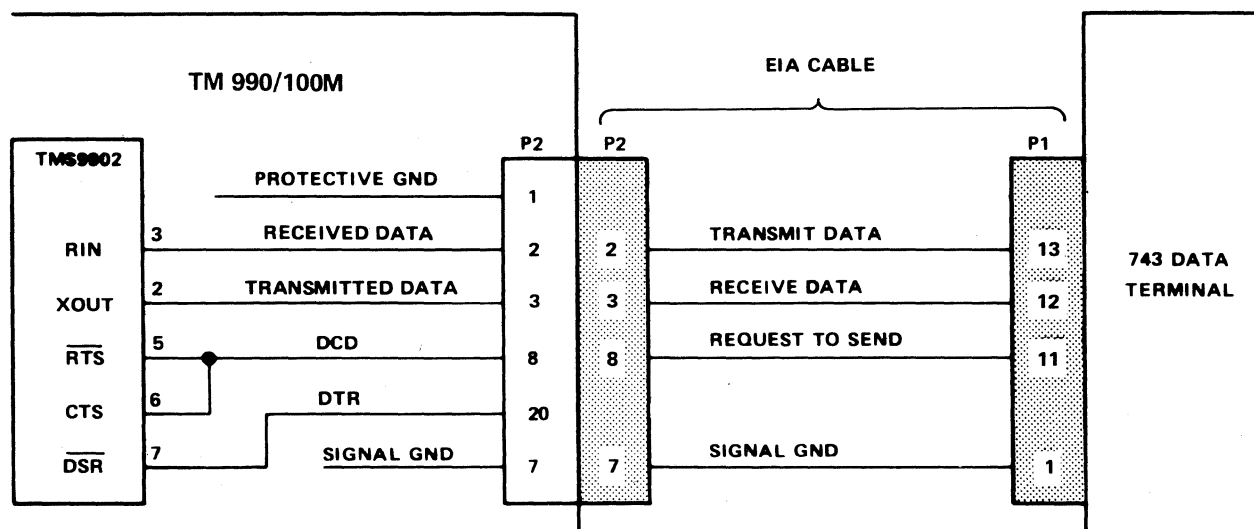 TM 990/100M
EIA CABLE
P2
P2
P1
TMS9902
PROTECTIVE GND
1
RIN
3
RECEIVED DATA
2
2
TRANSMIT DATA
13
XOUT
2
TRANSMITTED DATA
3
3
RECEIVE DATA
12
743 DATA
TERMINAL
RTS
5
DCD
8
8
REQUEST TO SEND
11
CTS
6
DTR
20
DSR
7
SIGNAL GND
7
7
SIGNAL GND
1